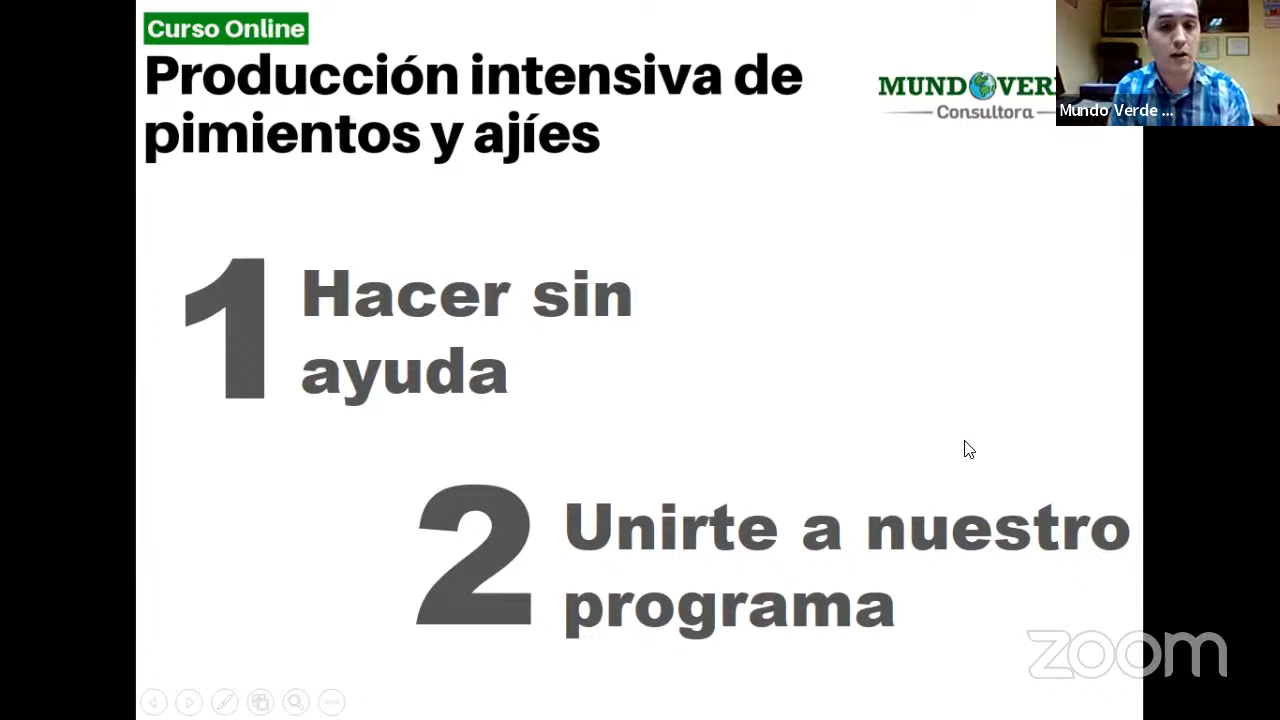 Curso Online
Producción intensiva de
pimientos y ajíes
MUNDO VER
Consultora
Mundo Verde ...
1 Hacer sin
ayuda
2 Unirte a nuestro
programa
zoom